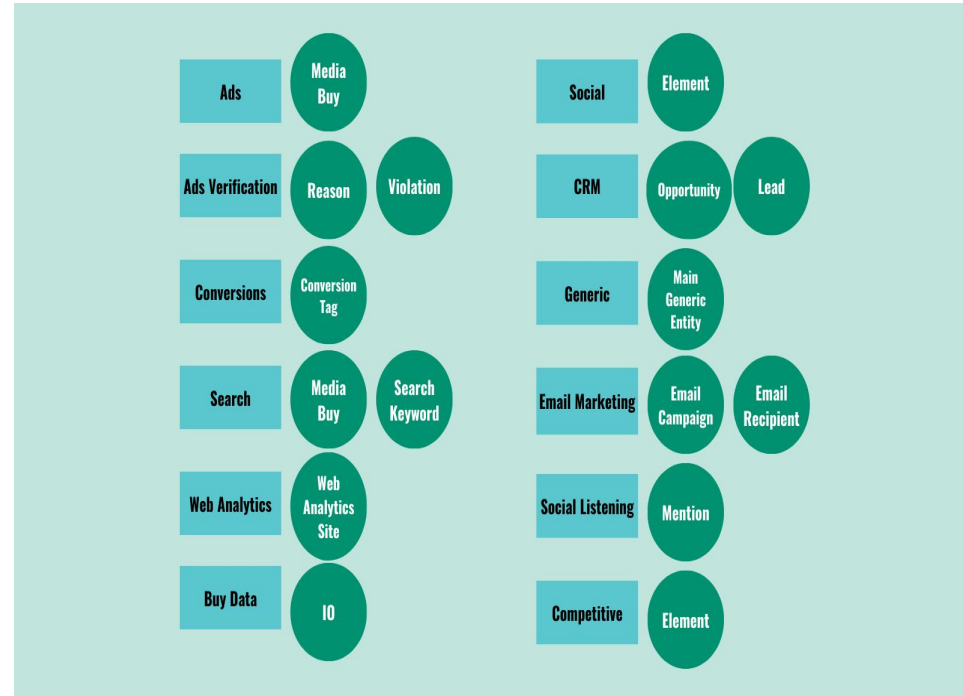 Ads
Media
Buy
Ads Verification
Reason
Violation
Conversions
Conversion
Tag
Search
Media
Buy
Search
Keyword
Web Analytics
Web
Analytics
Site
Buy Data
IO
Social
Element
CRM
Opportunity
Lead
Generic
Main
Generic
Entity
Email Marketing
Email
Campaign
Email
Recipient
Social Listening
Mention
Competitive
Element